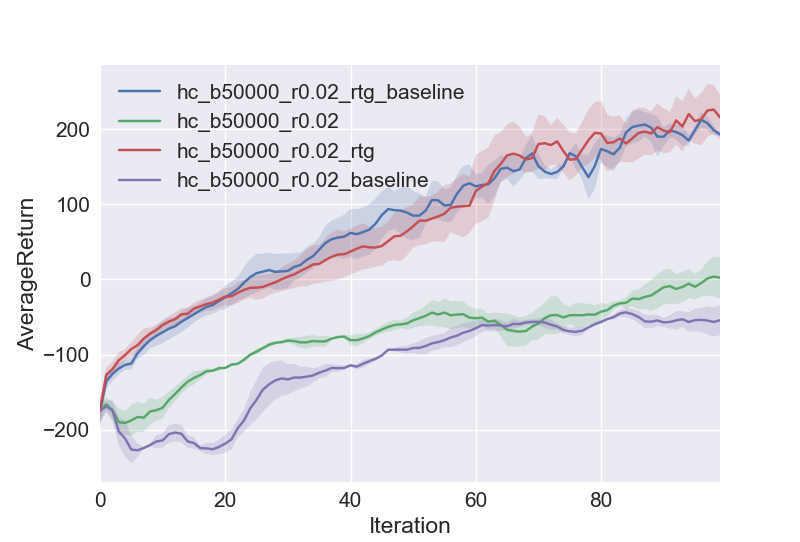 hc_b50000_r0.02_rtg_baseline
hc_b50000_r0.02
hc_b50000_r0.02_rtg
hc_b50000_r0.02_baseline
200
100
0
−100
−200
AverageReturn
0 20 40 60 80
Iteration